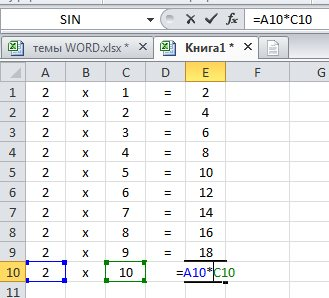 SIN =A10*C10
темы WORD.xlsx * Книга1 *
A B C D E F G
1 2 x 1 = 2
2 2 x 2 = 4
3 2 x 3 = 6
4 2 x 4 = 8
5 2 x 5 = 10
6 2 x 6 = 12
7 2 x 7 = 14
8 2 x 8 = 16
9 2 x 9 = 18
10 2 x 10 =A10*C10
11